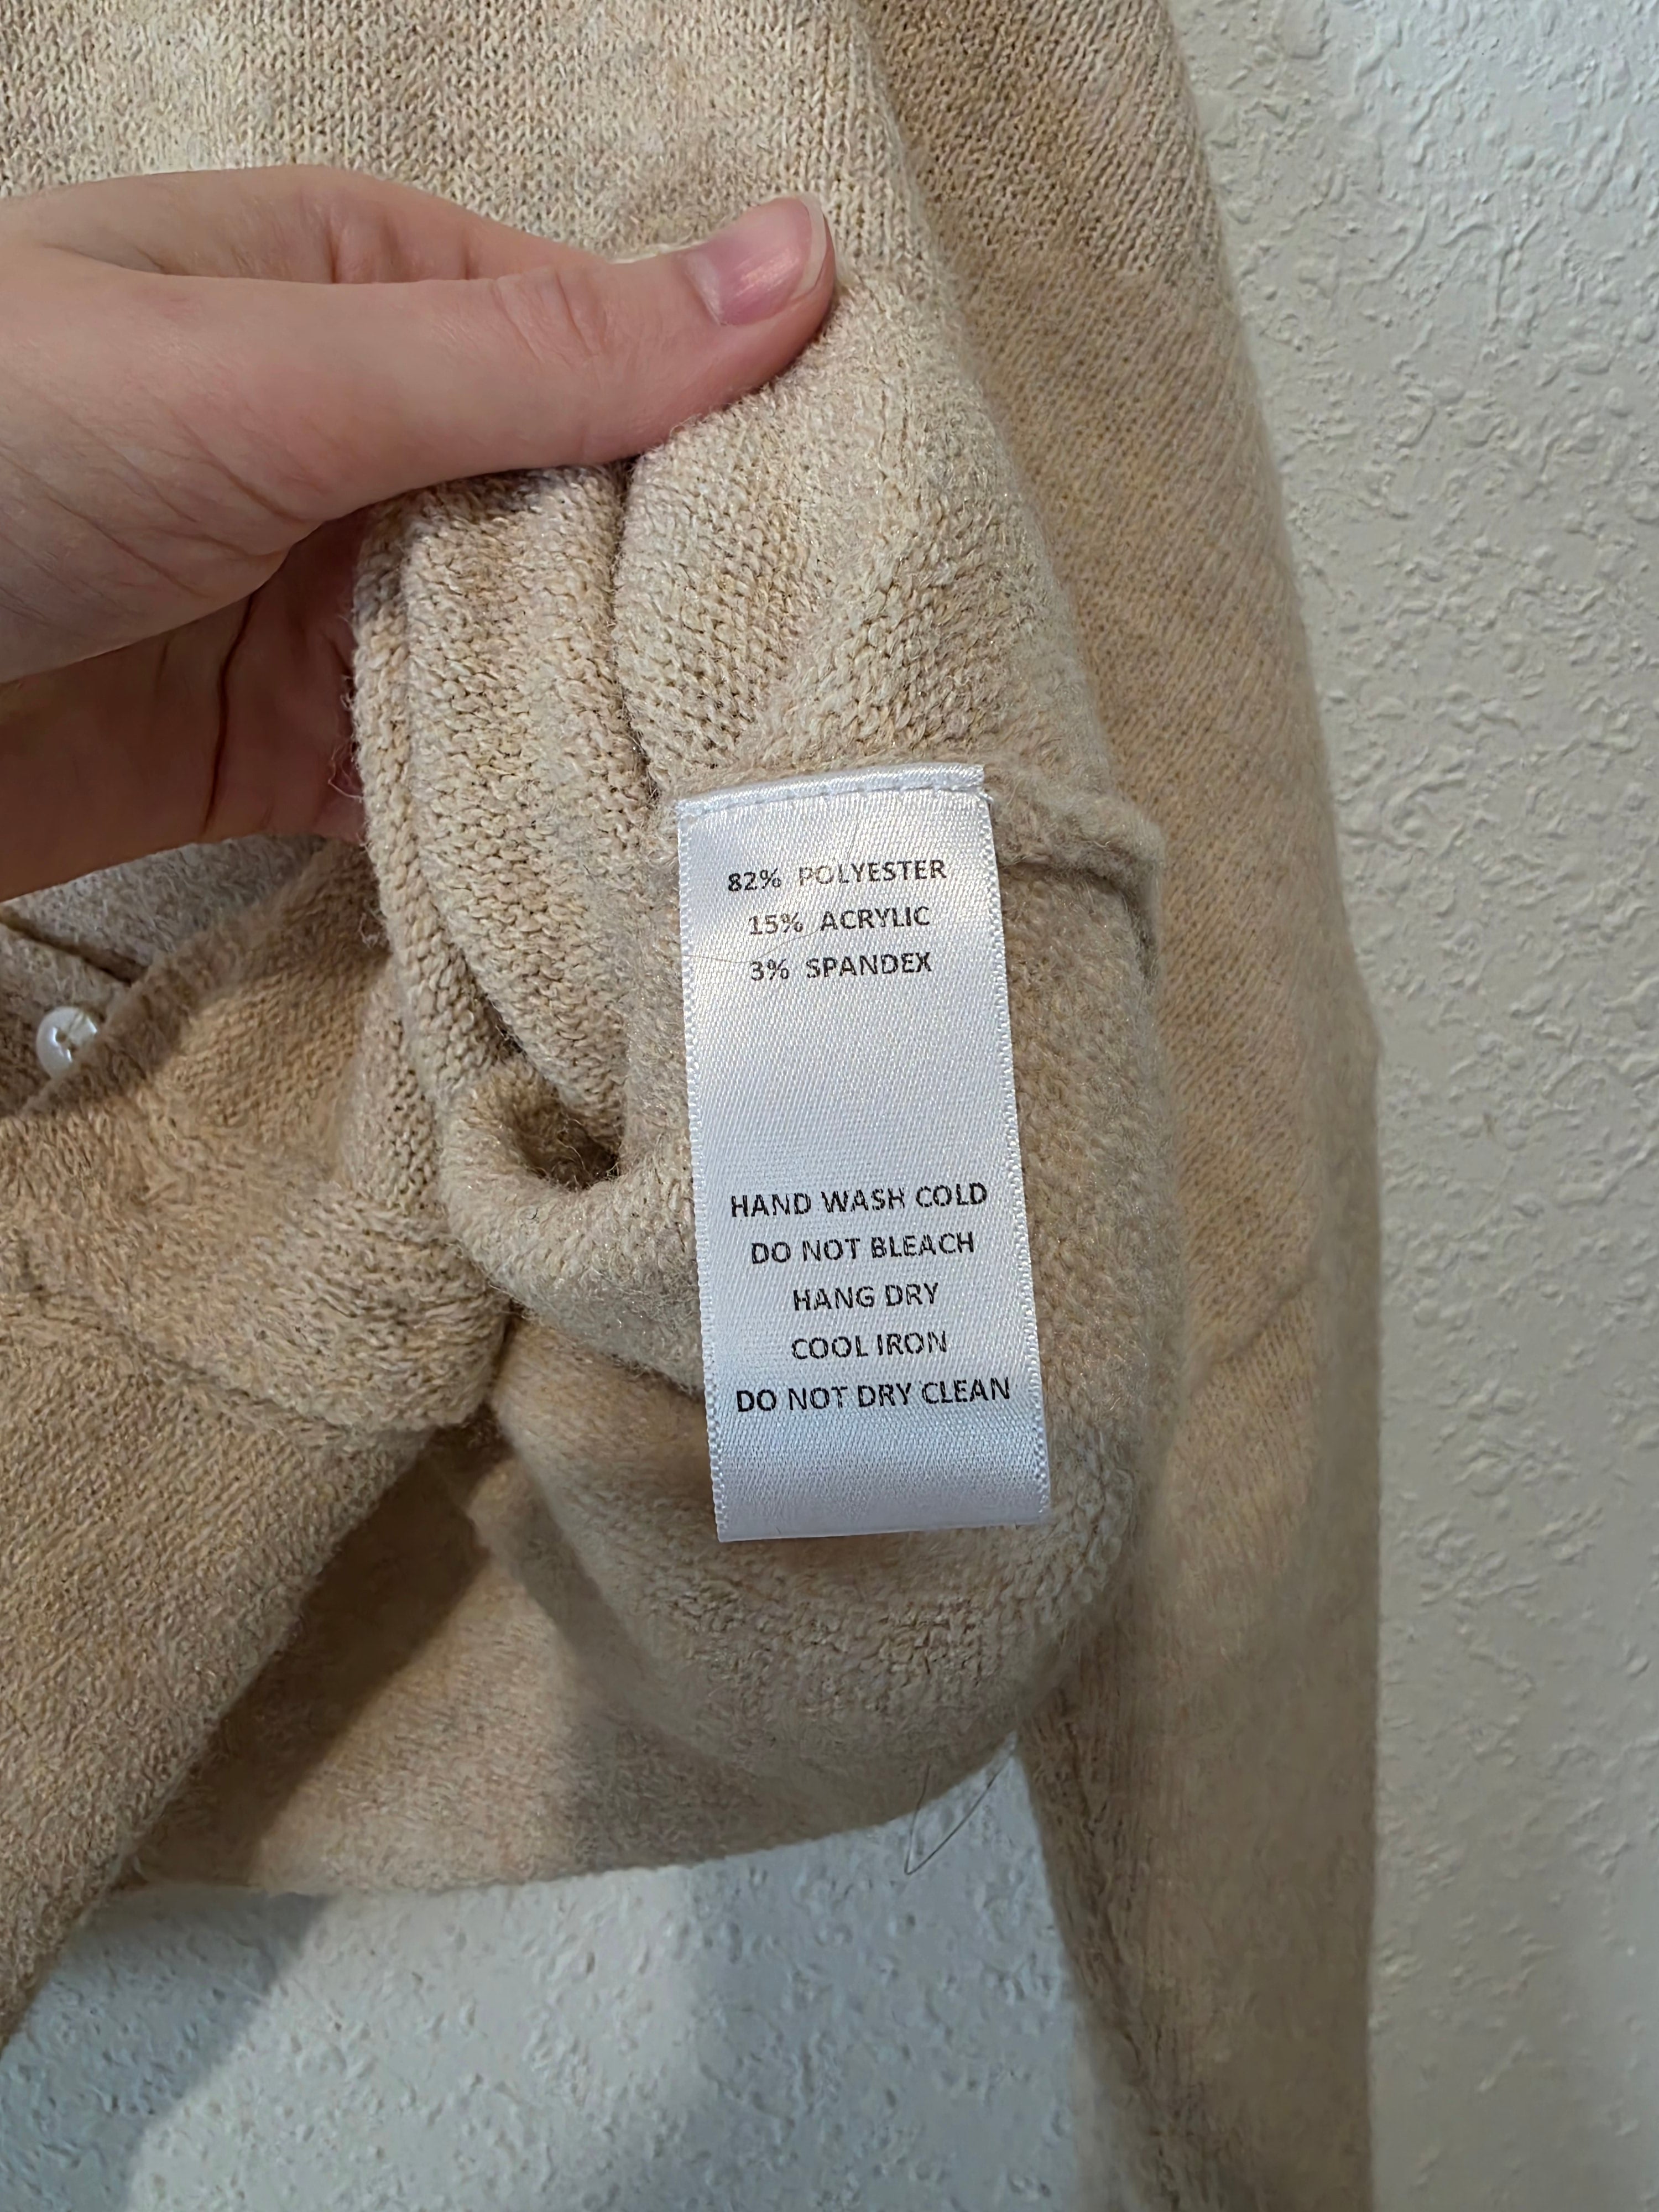 82% POLYESTER
15% ACRYLIC
3% SPANDEX
HAND WASH COLD
DO NOT BLEACH
HANG DRY
COOL IRON
DO NOT DRY CLEAN